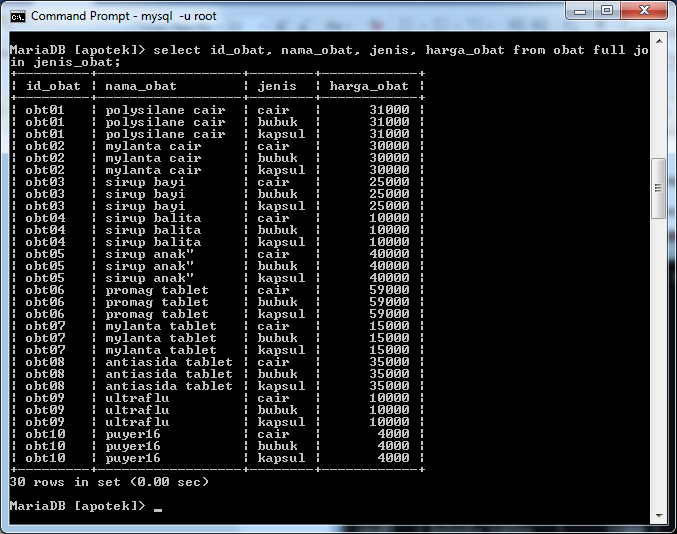 Command Prompt - mysql  -u root
MariaDB [apotek]> select id_obat, nama_obat, jenis, harga_obat from obat full jo
in jenis_obat;
+---------+------------------+--------+------------+
| id_obat | nama_obat        | jenis  | harga_obat |
+---------+------------------+--------+------------+
| obt01   | polysilane cair  | cair   |      31000 |
| obt01   | polysilane cair  | bubuk  |      31000 |
| obt01   | polysilane cair  | kapsul |      31000 |
| obt02   | mylanta cair     | cair   |      30000 |
| obt02   | mylanta cair     | bubuk  |      30000 |
| obt02   | mylanta cair     | kapsul |      30000 |
| obt03   | sirup bayi       | cair   |      25000 |
| obt03   | sirup bayi       | bubuk  |      25000 |
| obt03   | sirup bayi       | kapsul |      25000 |
| obt04   | sirup balita     | cair   |      10000 |
| obt04   | sirup balita     | bubuk  |      10000 |
| obt04   | sirup balita     | kapsul |      10000 |
| obt05   | sirup anak"      | cair   |      40000 |
| obt05   | sirup anak"      | bubuk  |      40000 |
| obt05   | sirup anak"      | kapsul |      40000 |
| obt06   | promag tablet    | cair   |      59000 |
| obt06   | promag tablet    | bubuk  |      59000 |
| obt06   | promag tablet    | kapsul |      59000 |
| obt07   | mylanta tablet   | cair   |      15000 |
| obt07   | mylanta tablet   | bubuk  |      15000 |
| obt07   | mylanta tablet   | kapsul |      15000 |
| obt08   | antiasida tablet | cair   |      35000 |
| obt08   | antiasida tablet | bubuk  |      35000 |
| obt08   | antiasida tablet | kapsul |      35000 |
| obt09   | ultraflu         | cair   |      10000 |
| obt09   | ultraflu         | bubuk  |      10000 |
| obt09   | ultraflu         | kapsul |      10000 |
| obt10   | puyer16          | cair   |       4000 |
| obt10   | puyer16          | bubuk  |       4000 |
| obt10   | puyer16          | kapsul |       4000 |
+---------+------------------+--------+------------+
30 rows in set (0.00 sec)
MariaDB [apotek]> _